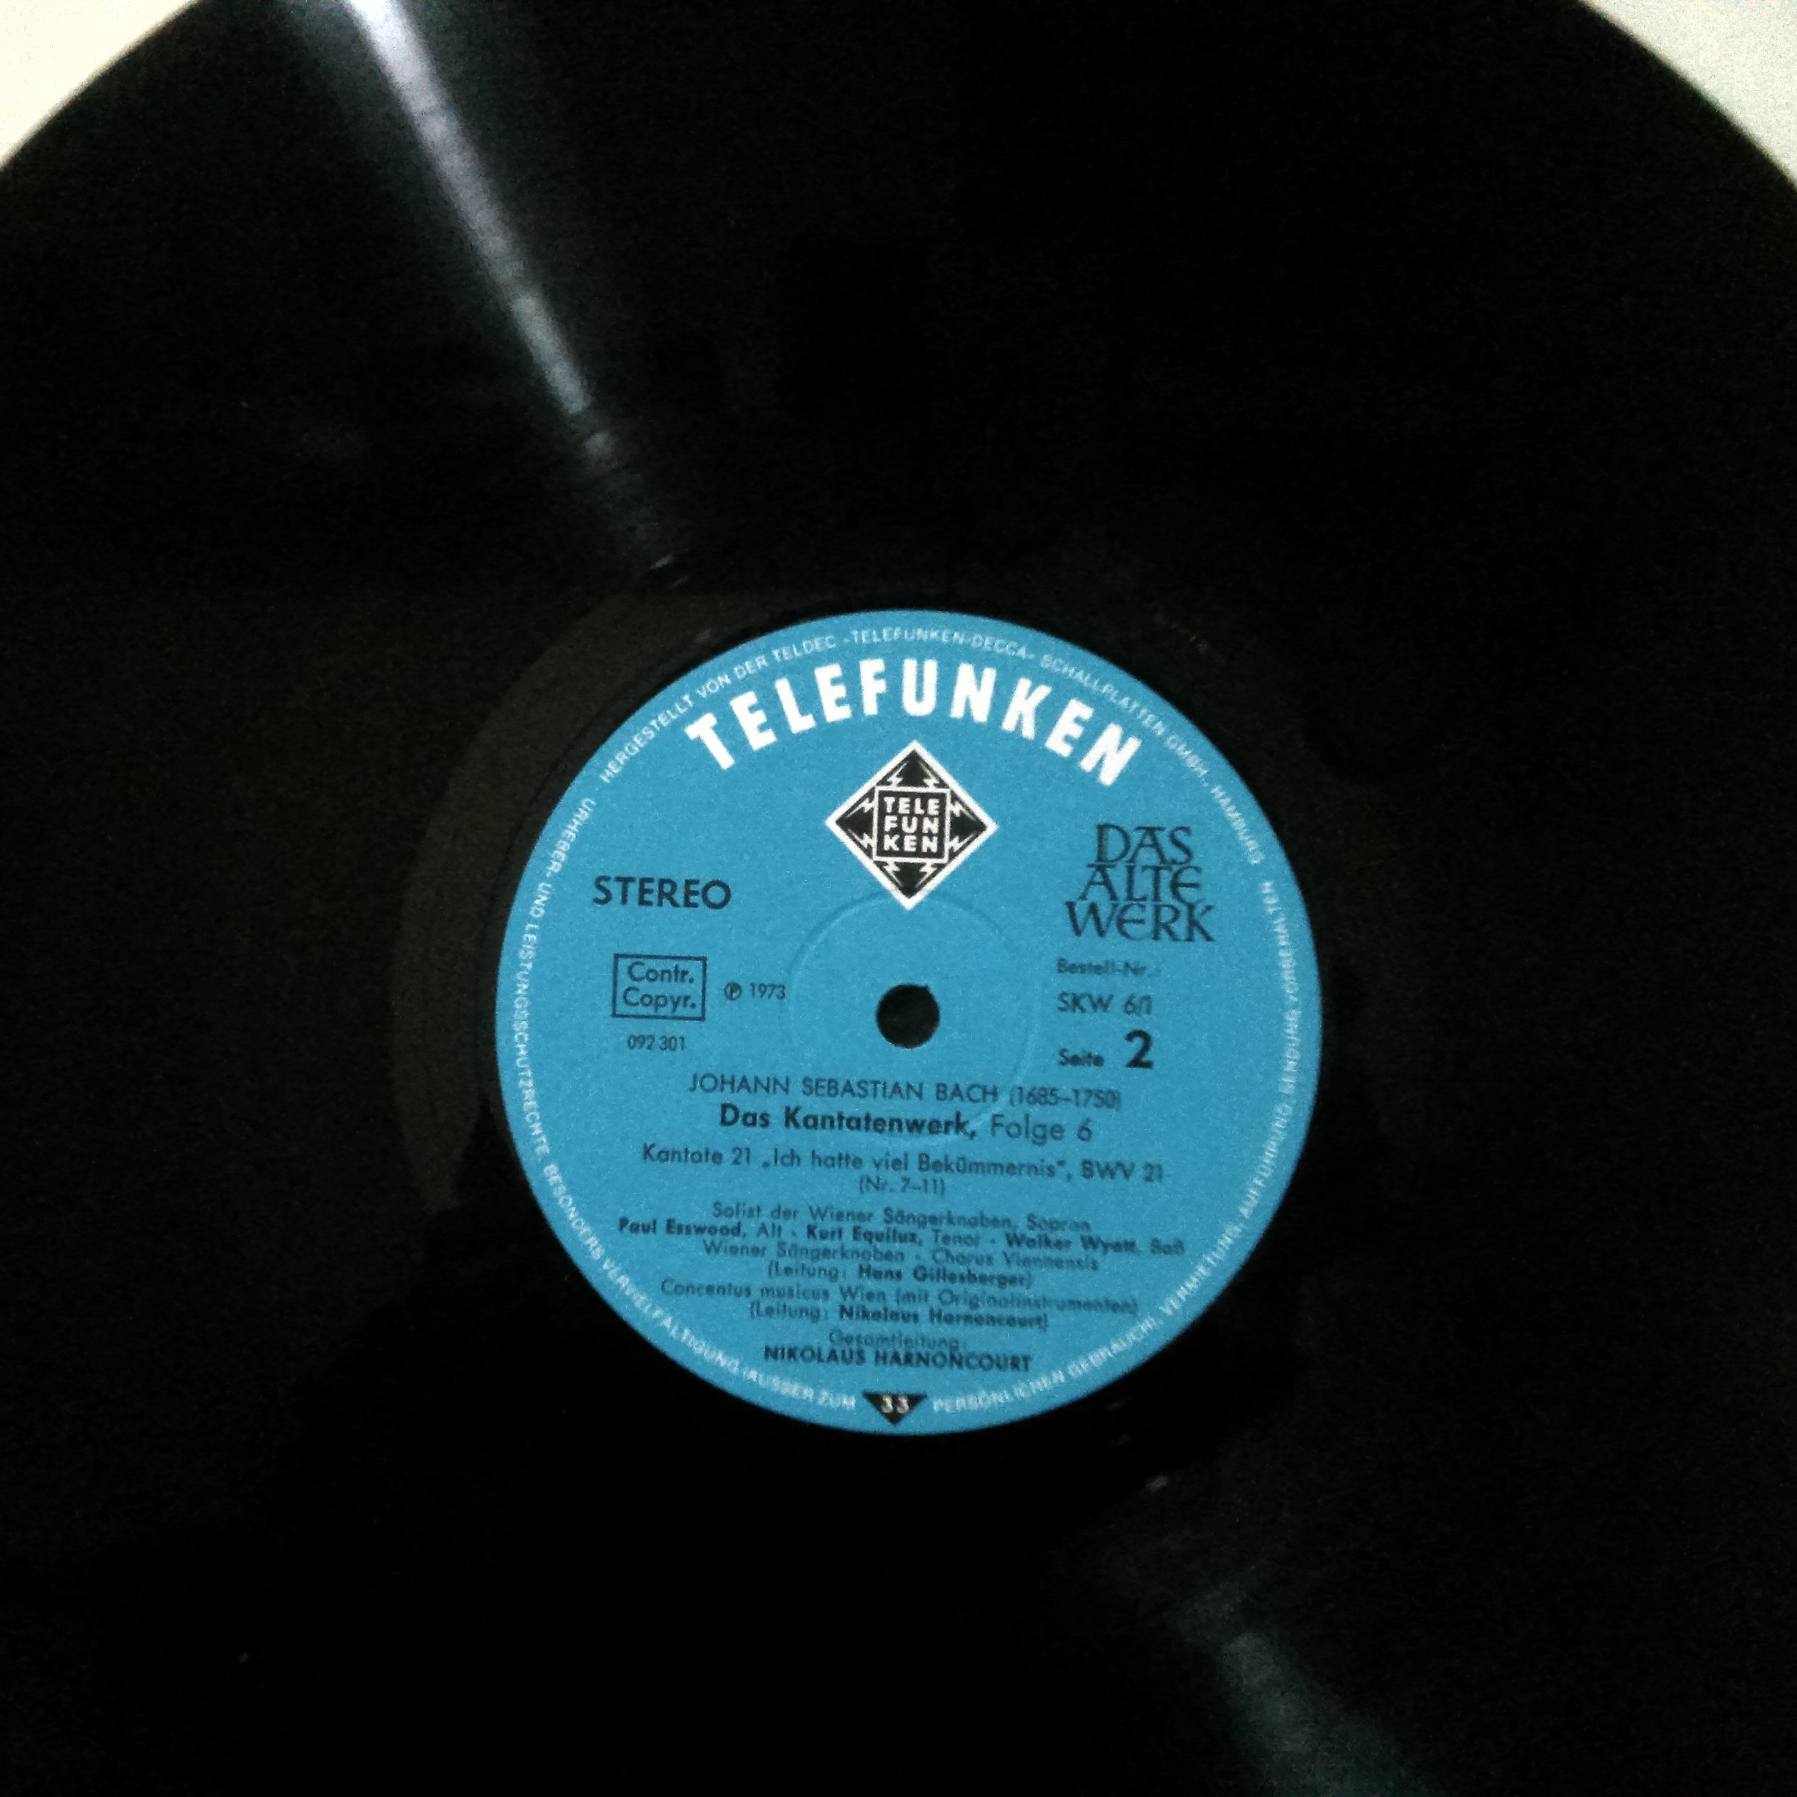 HERGESTELLT VON DER TELDEC »TELEFUNKEN-DECCA« SCHALLPLATTEN GMBH · HAMBURG · URHEBER- UND LEISTUNGSSCHUTZRECHTE, BESONDERS VERVIELFÄLTIGUNG (AUSSER ZUM PERSÖNLICHEN GEBRAUCH), VERMIETUNG, AUFFÜHRUNG, SENDUNG VORBEHALTEN
TELEFUNKEN
TELE
FUN
KEN
DAS
ALTE
WERK
STEREO
Contr.
Copyr.
℗ 1973
092 301
Bestell-Nr.:
SKW 6/1
Seite 2
JOHANN SEBASTIAN BACH (1685–1750)
Das Kantatenwerk, Folge 6
Kantate 21 „Ich hatte viel Bekümmernis“, BWV 21
(Nr. 7–11)
Solist der Wiener Sängerknaben, Sopran
Paul Esswood, Alt · Kurt Equiluz, Tenor · Walker Wyatt, Baß
Wiener Sängerknaben · Chorus Viennensis
(Leitung: Hans Gillesberger)
Concentus musicus Wien (mit Originalinstrumenten)
(Leitung: Nikolaus Harnoncourt)
Gesamtleitung:
NIKOLAUS HARNONCOURT
33